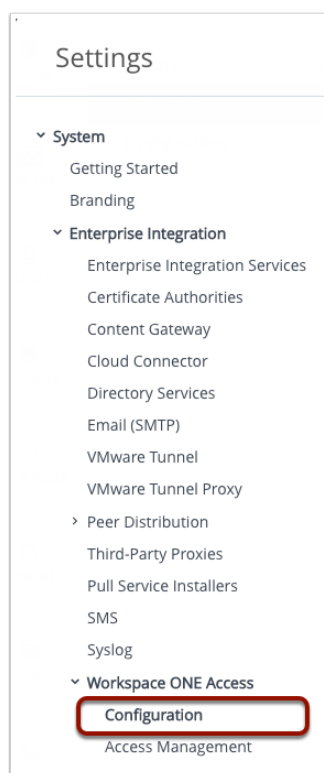 Settings
System
Getting Started
Branding
Enterprise Integration
Enterprise Integration Services
Certificate Authorities
Content Gateway
Cloud Connector
Directory Services
Email (SMTP)
VMware Tunnel
VMware Tunnel Proxy
Peer Distribution
Third-Party Proxies
Pull Service Installers
SMS
Syslog
Workspace ONE Access
Configuration
Access Management